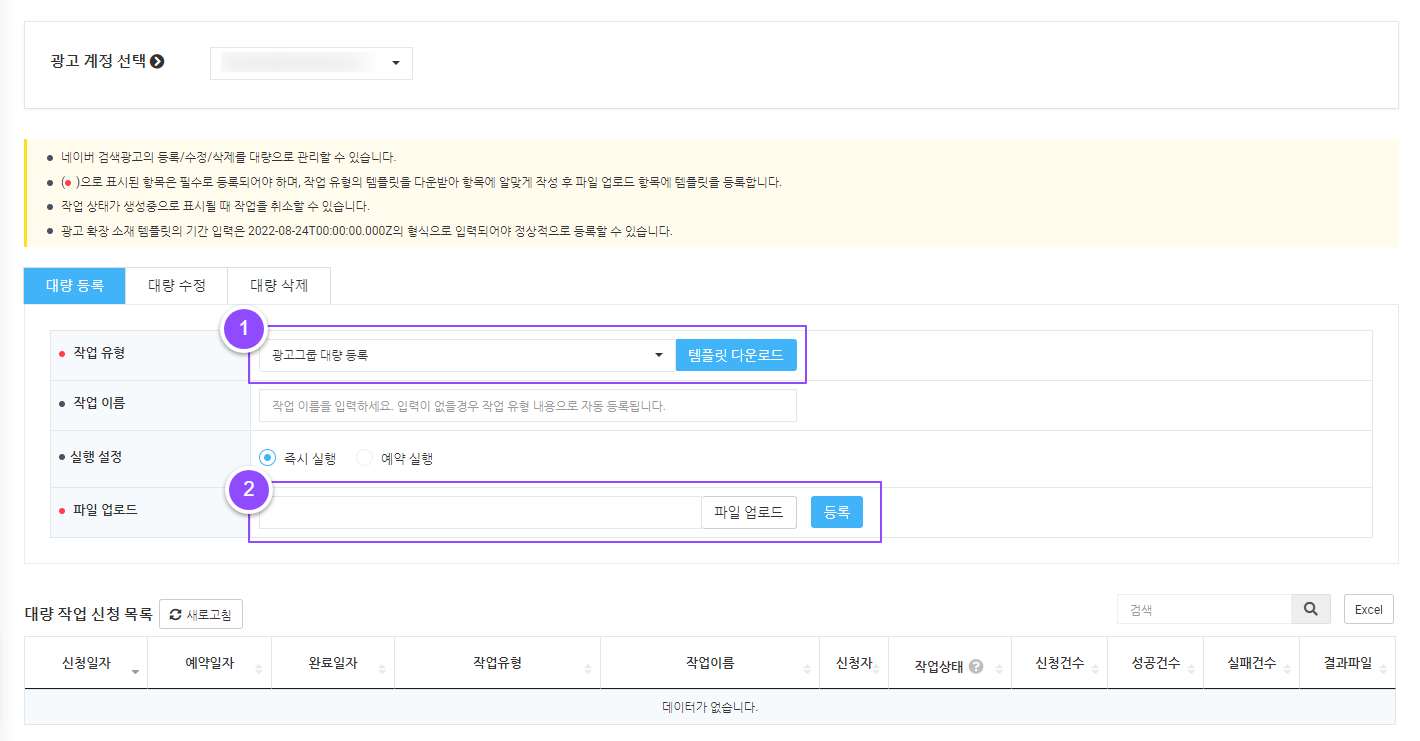 광고 계정 선택
네이버 검색광고의 등록/수정/삭제를 대량으로 관리할 수 있습니다.
(● )으로 표시된 항목은 필수로 등록되어야 하며, 작업 유형의 템플릿을 다운받아 항목에 알맞게 작성 후 파일 업로드 항목에 템플릿을 등록합니다.
작업 상태가 생성중으로 표시될 때 작업을 취소할 수 있습니다.
광고 확장 소재 템플릿의 기간 입력은 2022-08-24T00:00:00.000Z의 형식으로 입력되어야 정상적으로 등록할 수 있습니다.
대량 등록 대량 수정 대량 삭제
1
작업 유형 광고그룹 대량 등록 템플릿 다운로드
작업 이름 작업 이름을 입력하세요. 입력이 없을경우 작업 유형 내용으로 자동 등록됩니다.
실행 설정 즉시 실행 예약 실행
2
파일 업로드 파일 업로드 등록
대량 작업 신청 목록 새로고침 검색 Excel
신청일자 예약일자 완료일자 작업유형 작업이름 신청자 작업상태 ? 신청건수 성공건수 실패건수 결과파일
데이터가 없습니다.